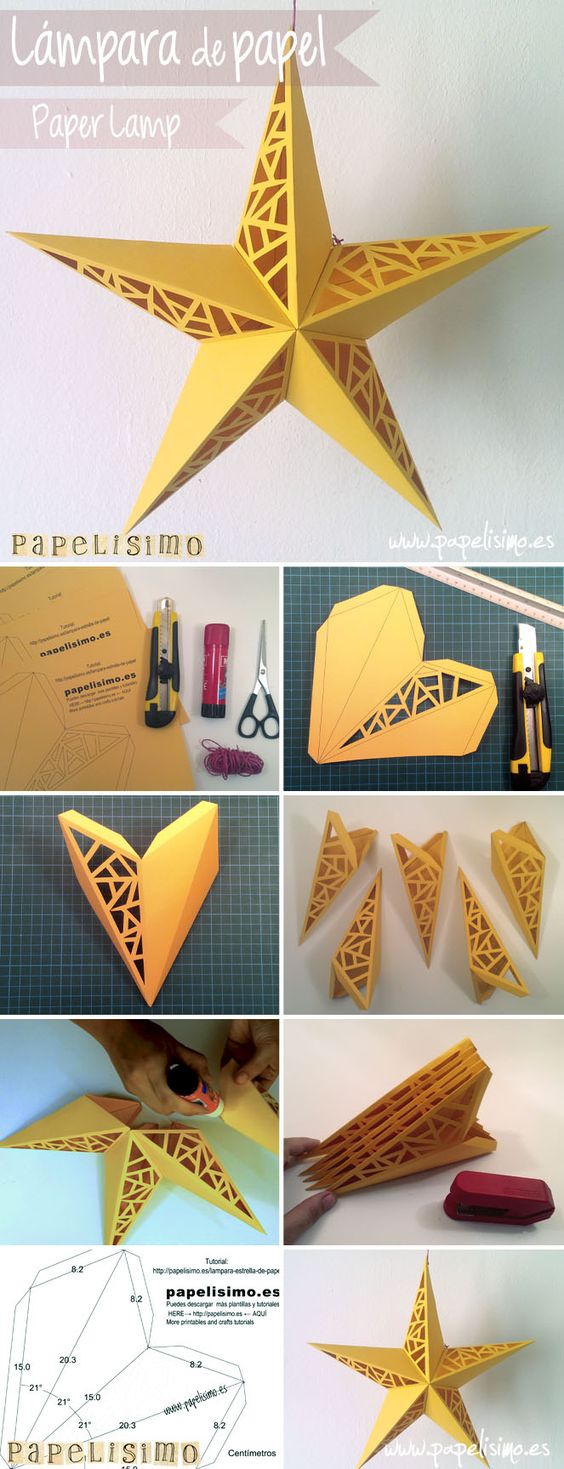 Lámpara de papel
Paper Lamp
PAPELISIMO
www.papelisimo.es
Tutorial:
http://papelisimo.es/lampara-estrella-de-papel
papelisimo.es
Tutorial:
http://papelisimo.es/lampara-estrella-de-papel
papelisimo.es
Puedes descargar más plantillas y tutoriales
HERE→ http://papelisimo.es ← AQUÍ
More printables and crafts tutorials
Tutorial:
http://papelisimo.es/lampara-estrella-de-pape
papelisimo.es
Puedes descargar más plantillas y tutoriales
HERE→ http://papelisimo.es ← AQUÍ
More printables and crafts tutorials
8.2
8.2
15.0
20.3
8.2
21°
15.0
www.papelisimo.es
21°
21°
20.3
8.2
15.0
Centímetros
PAPELISIMO
www.papelisimo.es